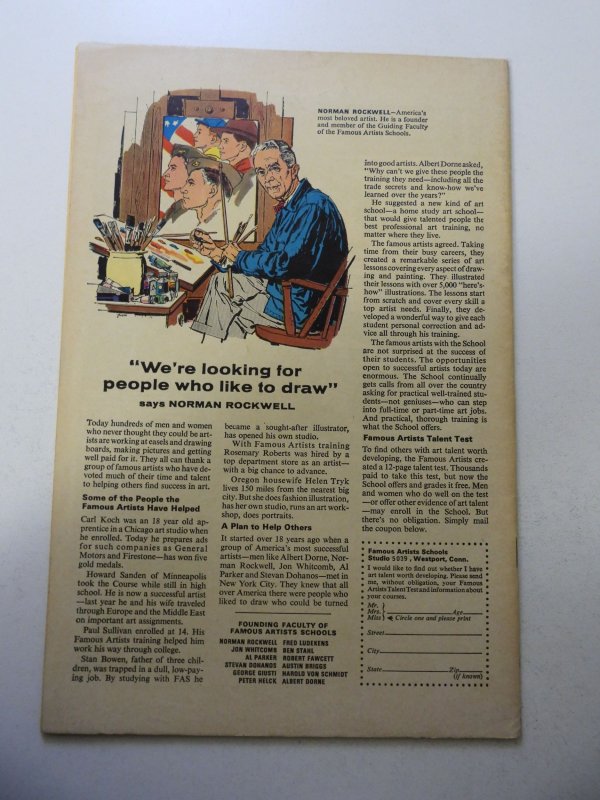 NORMAN ROCKWELL—America's
most beloved artist. He is a founder
and member of the Guiding Faculty
of the Famous Artists Schools.
"We're looking for
people who like to draw"
says NORMAN ROCKWELL
Today hundreds of men and women
who never thought they could be art-
ists are working at easels and drawing
boards, making pictures and getting
well paid for it. They all can thank a
group of famous artists who have de-
voted much of their time and talent
to helping others find success in art.
Some of the People the
Famous Artists Have Helped
Carl Koch was an 18 year old ap-
prentice in a Chicago art studio when
he enrolled. Today he prepares ads
for such companies as General
Motors and Firestone—has won five
gold medals.
Howard Sanden of Minneapolis
took the Course while still in high
school. He is now a successful artist
—last year he and his wife traveled
through Europe and the Middle East
on important art assignments.
Paul Sullivan enrolled at 14. His
Famous Artists training helped him
work his way through college.
Stan Bowen, father of three chil-
dren, was trapped in a dull, low-pay-
ing job. By studying with FAS he
became a sought-after illustrator,
has opened his own studio.
With Famous Artists training
Rosemary Roberts was hired by a
top department store as an artist—
with a big chance to advance.
Oregon housewife Helen Tryk
lives 150 miles from the nearest big
city. But she does fashion illustration,
has her own studio, runs an art work-
shop, does portraits.
A Plan to Help Others
It started over 18 years ago when a
group of America's most successful
artists—men like Albert Dorne, Nor-
man Rockwell, Jon Whitcomb, Al
Parker and Stevan Dohanos—met in
New York City. They knew that all
over America there were people who
liked to draw who could be turned
FOUNDING FACULTY OF
FAMOUS ARTISTS SCHOOLS
NORMAN ROCKWELL FRED LUDEKENS
JON WHITCOMB BEN STAHL
AL PARKER ROBERT FAWCETT
STEVAN DOHANOS AUSTIN BRIGGS
GEORGE GIUSTI HAROLD VON SCHMIDT
PETER HELCK ALBERT DORNE
into good artists. Albert Dorne asked,
"Why can't we give these people the
training they need—including all the
trade secrets and know-how we've
learned over the years?"
He suggested a new kind of art
school—a home study art school—
that would give talented people the
best professional art training, no
matter where they live.
The famous artists agreed. Taking
time from their busy careers, they
created a remarkable series of art
lessons covering every aspect of draw-
ing and painting. They illustrated
their lessons with over 5,000 "here's-
how" illustrations. The lessons start
from scratch and cover every skill a
top artist needs. Finally, they de-
veloped a wonderful way to give each
student personal correction and ad-
vice all through his training.
The famous artists with the School
are not surprised at the success of
their students. The opportunities
open to successful artists today are
enormous. The School continually
gets calls from all over the country
asking for practical well-trained stu-
dents—not geniuses—who can step
into full-time or part-time art jobs.
And practical, thorough training is
what the School offers.
Famous Artists Talent Test
To find others with art talent worth
developing, the Famous Artists cre-
ated a 12-page talent test. Thousands
paid to take this test, but now the
School offers and grades it free. Men
and women who do well on the test
—or offer other evidence of art talent
—may enroll in the School. But
there's no obligation. Simply mail
the coupon below.
Famous Artists Schools
Studio 5039, Westport, Conn.
I would like to find out whether I have
art talent worth developing. Please send
me, without obligation, your Famous
Artists Talent Test and information about
your courses.
Mr.
Mrs. Age
Miss Circle one and please print
Street
City
State Zip
(if known)